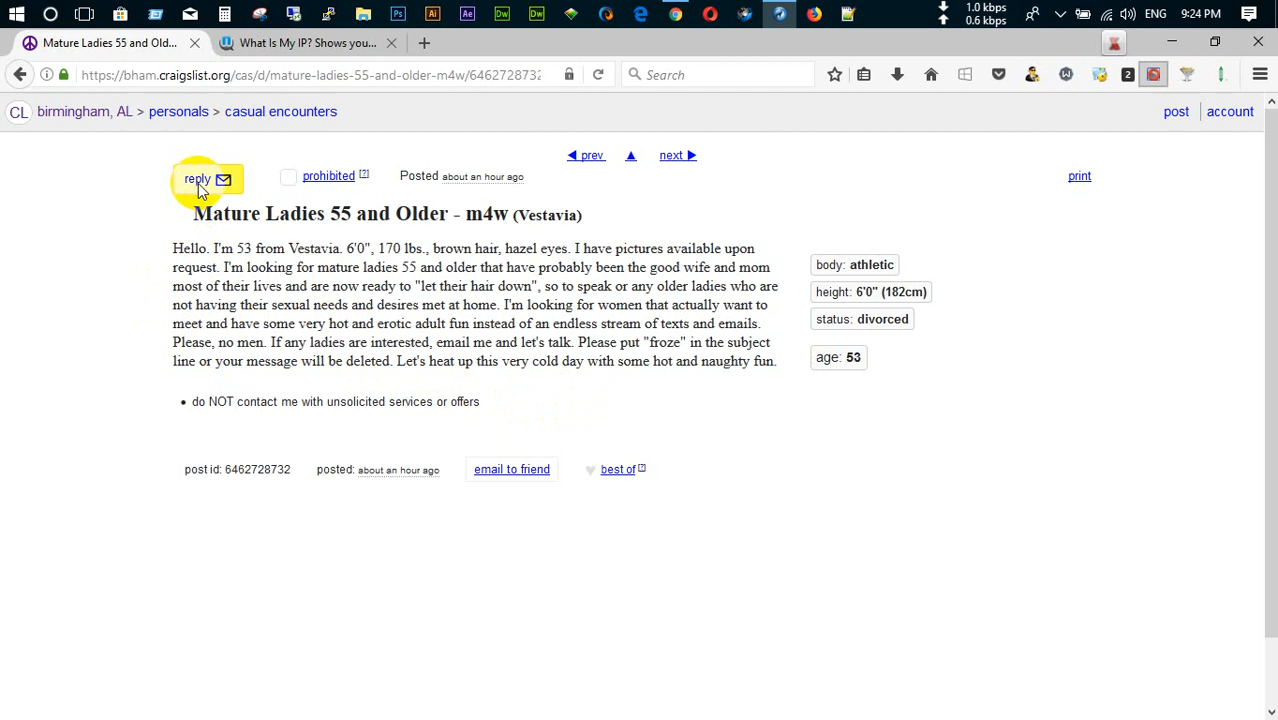 Ps Ai Ae Dw Dw 1.0 kbps 0.6 kbps ENG 9:24 PM
Mature Ladies 55 and Old... What Is My IP? Shows you...
https://bham.craigslist.org/cas/d/mature-ladies-55-and-older-m4w/6462728732 Search 2
CL birmingham, AL > personals > casual encounters post account
prev next
reply prohibited [?] Posted about an hour ago print
Mature Ladies 55 and Older - m4w (Vestavia)
Hello. I'm 53 from Vestavia. 6'0", 170 lbs., brown hair, hazel eyes. I have pictures available upon
request. I'm looking for mature ladies 55 and older that have probably been the good wife and mom
most of their lives and are now ready to "let their hair down", so to speak or any older ladies who are
not having their sexual needs and desires met at home. I'm looking for women that actually want to
meet and have some very hot and erotic adult fun instead of an endless stream of texts and emails.
Please, no men. If any ladies are interested, email me and let's talk. Please put "froze" in the subject
line or your message will be deleted. Let's heat up this very cold day with some hot and naughty fun.
body: athletic
height: 6'0" (182cm)
status: divorced
age: 53
• do NOT contact me with unsolicited services or offers
post id: 6462728732 posted: about an hour ago email to friend best of [?]